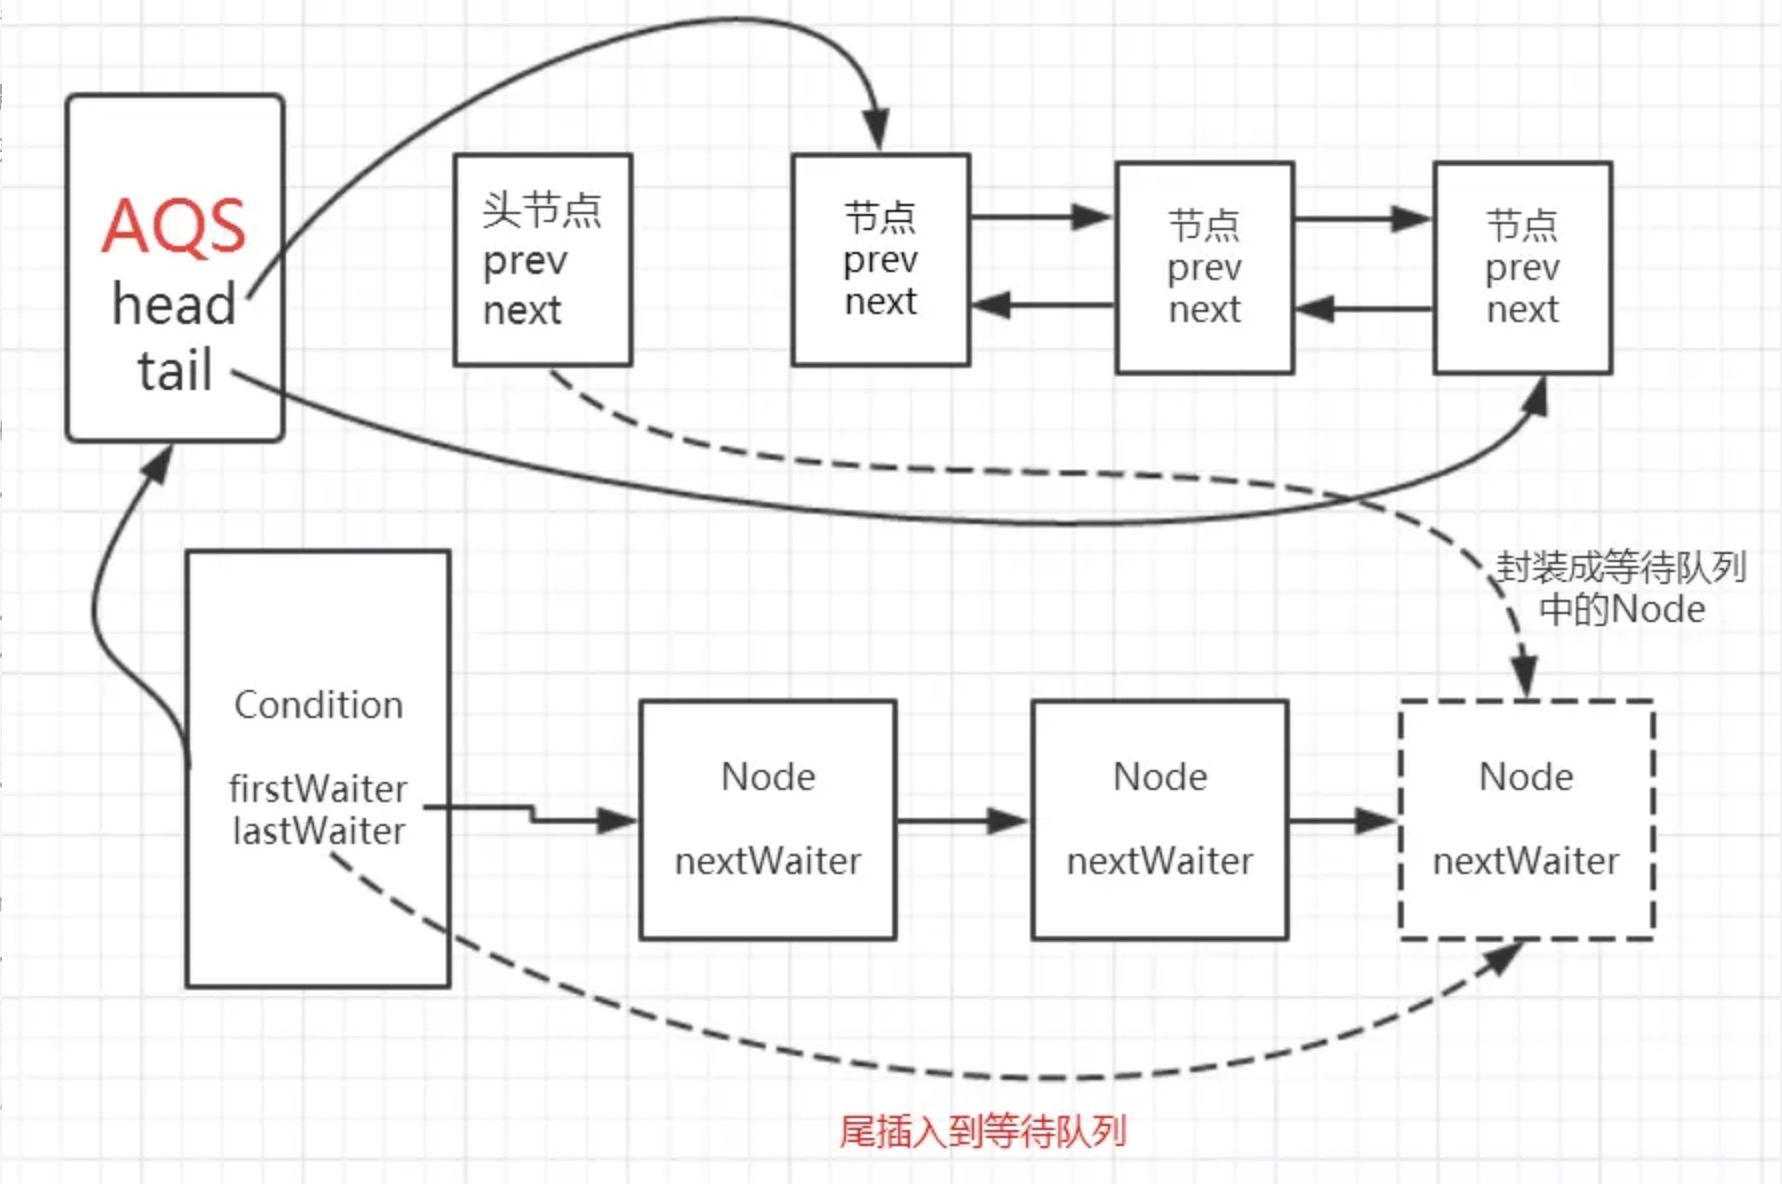 AQS
head
tail
头节点
prev
next
节点
prev
next
节点
prev
next
节点
prev
next
封装成等待队列
中的Node
Condition
firstWaiter
lastWaiter
Node
nextWaiter
Node
nextWaiter
Node
nextWaiter
尾插入到等待队列